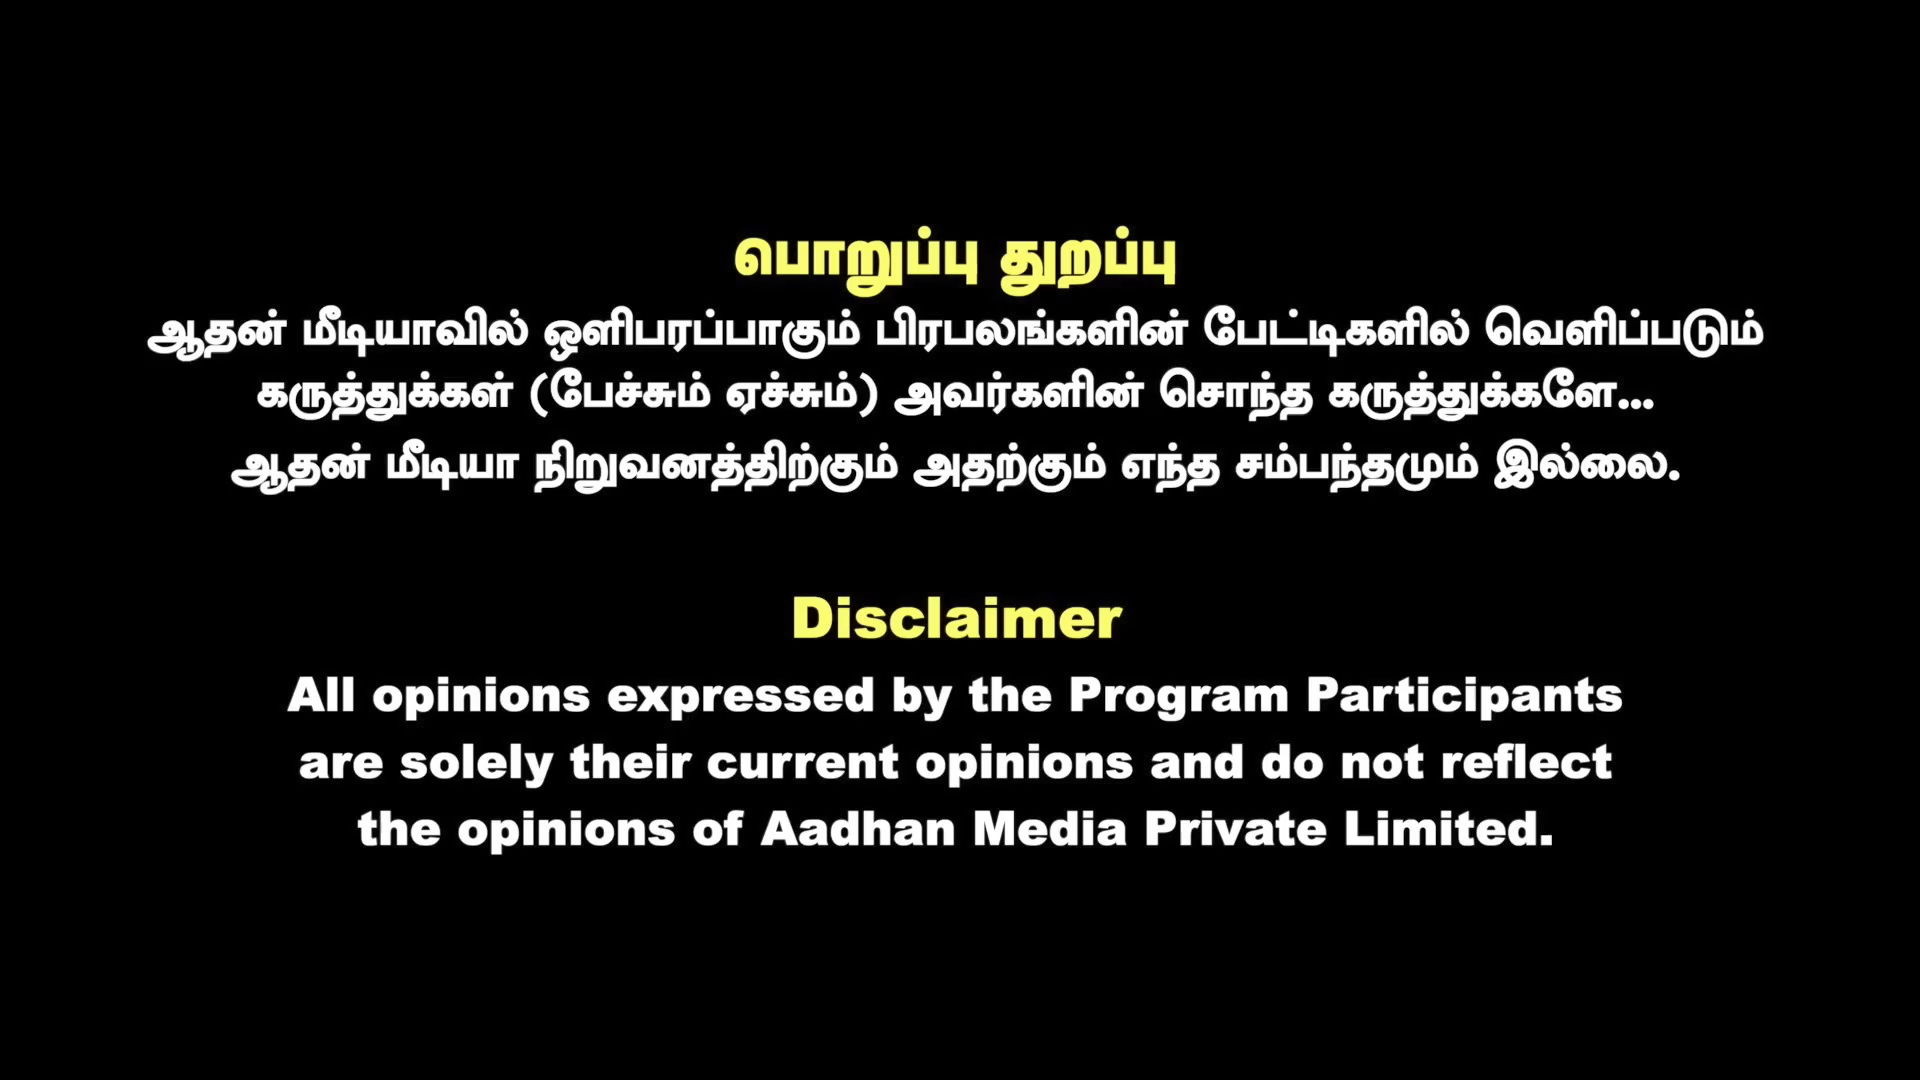 பொறுப்பு துறப்பு
ஆதன் மீடியாவில் ஒளிபரப்பாகும் பிரபலங்களின் பேட்டிகளில் வெளிப்படும்
கருத்துக்கள் (பேச்சும் ஏச்சும்) அவர்களின் சொந்த கருத்துக்களே...
ஆதன் மீடியா நிறுவனத்திற்கும் அதற்கும் எந்த சம்பந்தமும் இல்லை.
Disclaimer
All opinions expressed by the Program Participants
are solely their current opinions and do not reflect
the opinions of Aadhan Media Private Limited.